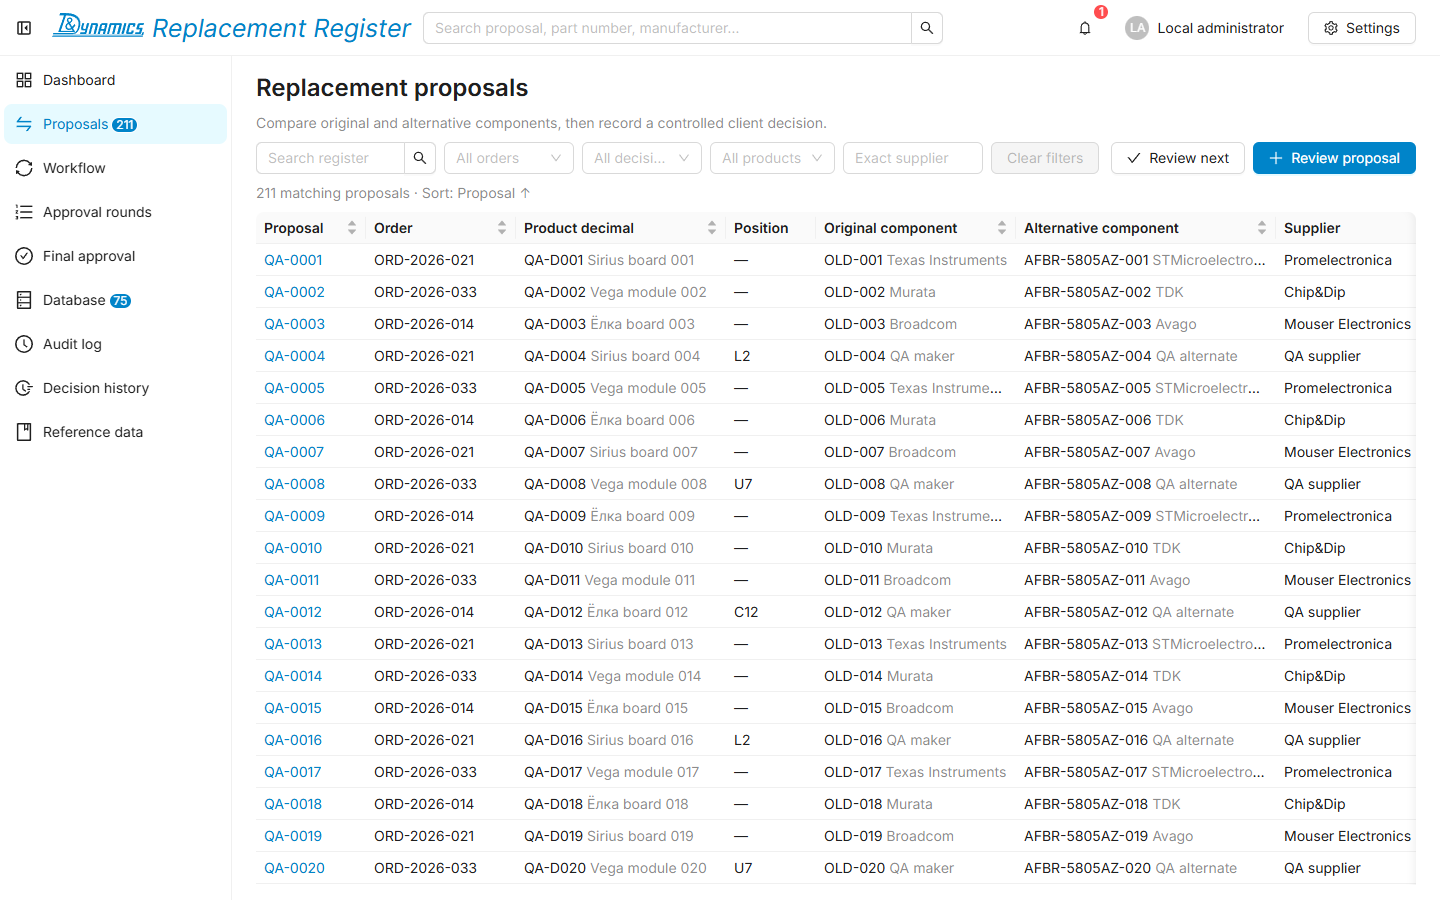 Dynamics Replacement Register Search proposal, part number, manufacturer... 1 LA Local administrator Settings
Dashboard
Proposals 211
Workflow
Approval rounds
Final approval
Database 75
Audit log
Decision history
Reference data
Replacement proposals
Compare original and alternative components, then record a controlled client decision.
Search register All orders All decisi... All products Exact supplier Clear filters Review next Review proposal
211 matching proposals · Sort: Proposal ↑
Proposal Order Product decimal Position Original component Alternative component Supplier
QA-0001 ORD-2026-021 QA-D001 Sirius board 001 — OLD-001 Texas Instruments AFBR-5805AZ-001 STMicroelectro... Promelectronica
QA-0002 ORD-2026-033 QA-D002 Vega module 002 — OLD-002 Murata AFBR-5805AZ-002 TDK Chip&Dip
QA-0003 ORD-2026-014 QA-D003 Ёлка board 003 — OLD-003 Broadcom AFBR-5805AZ-003 Avago Mouser Electronics
QA-0004 ORD-2026-021 QA-D004 Sirius board 004 L2 OLD-004 QA maker AFBR-5805AZ-004 QA alternate QA supplier
QA-0005 ORD-2026-033 QA-D005 Vega module 005 — OLD-005 Texas Instrume... AFBR-5805AZ-005 STMicroelectr... Promelectronica
QA-0006 ORD-2026-014 QA-D006 Ёлка board 006 — OLD-006 Murata AFBR-5805AZ-006 TDK Chip&Dip
QA-0007 ORD-2026-021 QA-D007 Sirius board 007 — OLD-007 Broadcom AFBR-5805AZ-007 Avago Mouser Electronics
QA-0008 ORD-2026-033 QA-D008 Vega module 008 U7 OLD-008 QA maker AFBR-5805AZ-008 QA alternate QA supplier
QA-0009 ORD-2026-014 QA-D009 Ёлка board 009 — OLD-009 Texas Instrume... AFBR-5805AZ-009 STMicroelectr... Promelectronica
QA-0010 ORD-2026-021 QA-D010 Sirius board 010 — OLD-010 Murata AFBR-5805AZ-010 TDK Chip&Dip
QA-0011 ORD-2026-033 QA-D011 Vega module 011 — OLD-011 Broadcom AFBR-5805AZ-011 Avago Mouser Electronics
QA-0012 ORD-2026-014 QA-D012 Ёлка board 012 C12 OLD-012 QA maker AFBR-5805AZ-012 QA alternate QA supplier
QA-0013 ORD-2026-021 QA-D013 Sirius board 013 — OLD-013 Texas Instruments AFBR-5805AZ-013 STMicroelectro... Promelectronica
QA-0014 ORD-2026-033 QA-D014 Vega module 014 — OLD-014 Murata AFBR-5805AZ-014 TDK Chip&Dip
QA-0015 ORD-2026-014 QA-D015 Ёлка board 015 — OLD-015 Broadcom AFBR-5805AZ-015 Avago Mouser Electronics
QA-0016 ORD-2026-021 QA-D016 Sirius board 016 L2 OLD-016 QA maker AFBR-5805AZ-016 QA alternate QA supplier
QA-0017 ORD-2026-033 QA-D017 Vega module 017 — OLD-017 Texas Instruments AFBR-5805AZ-017 STMicroelectro... Promelectronica
QA-0018 ORD-2026-014 QA-D018 Ёлка board 018 — OLD-018 Murata AFBR-5805AZ-018 TDK Chip&Dip
QA-0019 ORD-2026-021 QA-D019 Sirius board 019 — OLD-019 Broadcom AFBR-5805AZ-019 Avago Mouser Electronics
QA-0020 ORD-2026-033 QA-D020 Vega module 020 U7 OLD-020 QA maker AFBR-5805AZ-020 QA alternate QA supplier